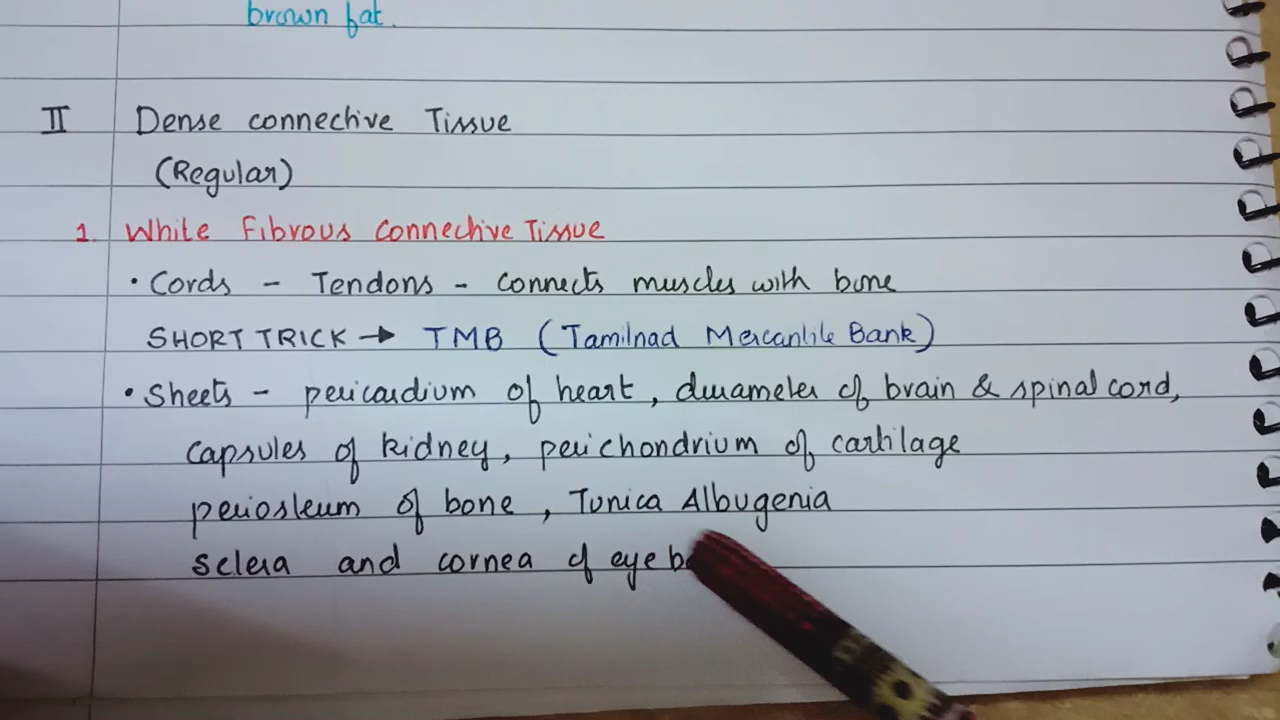 brown fat.
II Dense connective Tissue
(Regular)
1. White Fibrous Connective Tissue
• Cords - Tendons - connects muscles with bone
SHORT TRICK → TMB (Tamilnad Mercantile Bank)
• Sheets - pericardium of heart, durameter of brain & spinal cord,
capsules of kidney, perichondrium of cartilage
periosteum of bone, Tunica Albugenia
sclera and cornea of eye